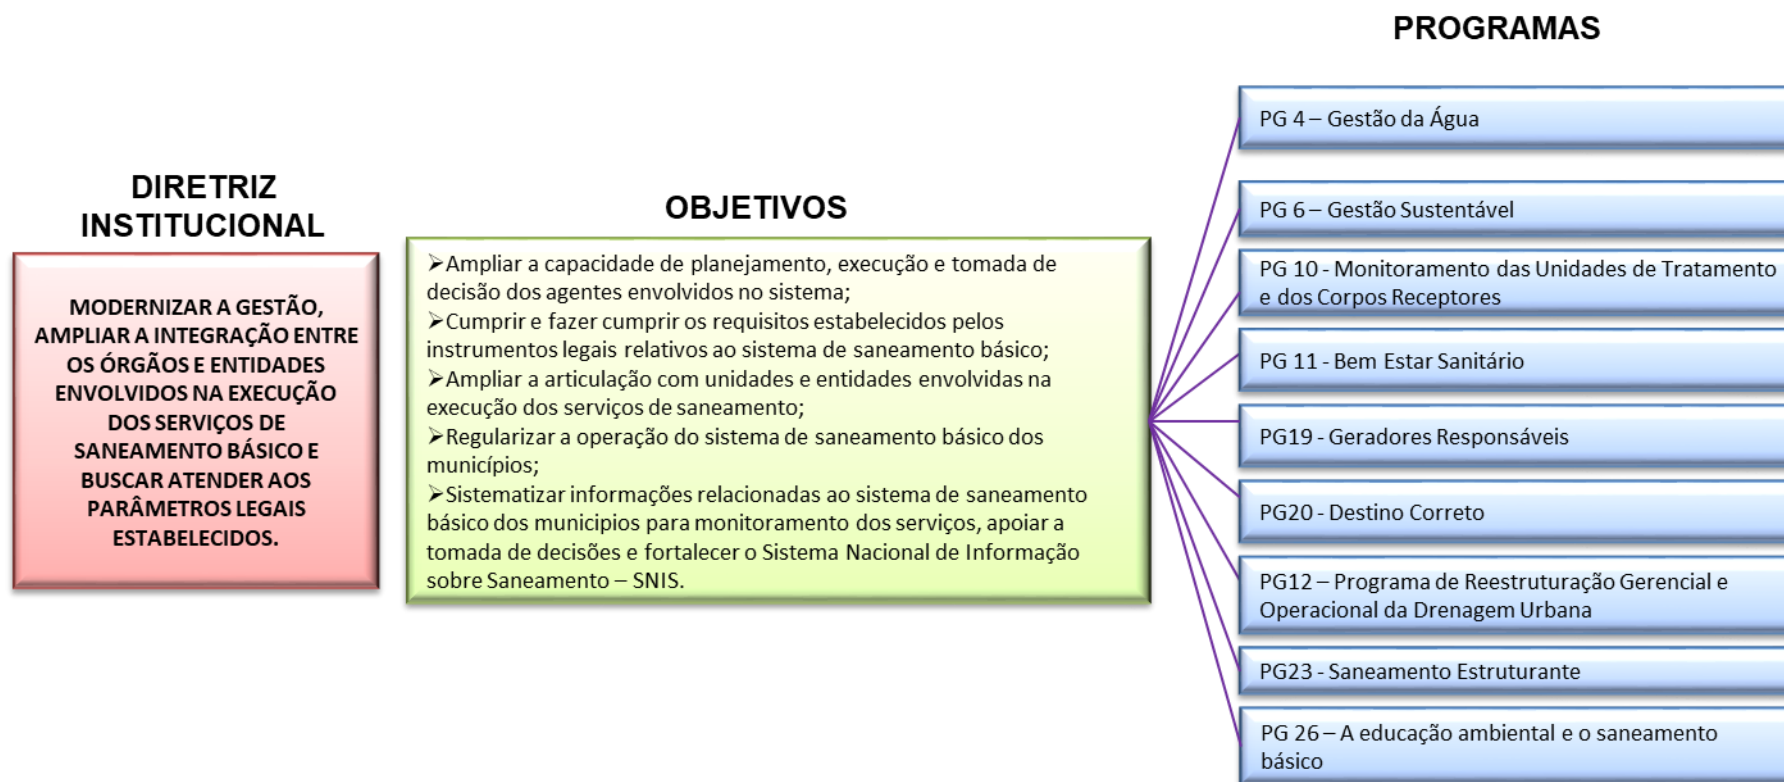 DIRETRIZ
INSTITUCIONAL
MODERNIZAR A GESTÃO,
AMPLIAR A INTEGRAÇÃO ENTRE
OS ÓRGÃOS E ENTIDADES
ENVOLVIDOS NA EXECUÇÃO
DOS SERVIÇOS DE
SANEAMENTO BÁSICO E
BUSCAR ATENDER AOS
PARÂMETROS LEGAIS
ESTABELECIDOS.
OBJETIVOS
➢Ampliar a capacidade de planejamento, execução e tomada de
decisão dos agentes envolvidos no sistema;
➢Cumprir e fazer cumprir os requisitos estabelecidos pelos
instrumentos legais relativos ao sistema de saneamento básico;
➢Ampliar a articulação com unidades e entidades envolvidas na
execução dos serviços de saneamento;
➢Regularizar a operação do sistema de saneamento básico dos
municípios;
➢Sistematizar informações relacionadas ao sistema de saneamento
básico dos municipios para monitoramento dos serviços, apoiar a
tomada de decisões e fortalecer o Sistema Nacional de Informação
sobre Saneamento – SNIS.
PROGRAMAS
PG 4 – Gestão da Água
PG 6 – Gestão Sustentável
PG 10 - Monitoramento das Unidades de Tratamento
e dos Corpos Receptores
PG 11 - Bem Estar Sanitário
PG19 - Geradores Responsáveis
PG20 - Destino Correto
PG12 – Programa de Reestruturação Gerencial e
Operacional da Drenagem Urbana
PG23 - Saneamento Estruturante
PG 26 – A educação ambiental e o saneamento
básico